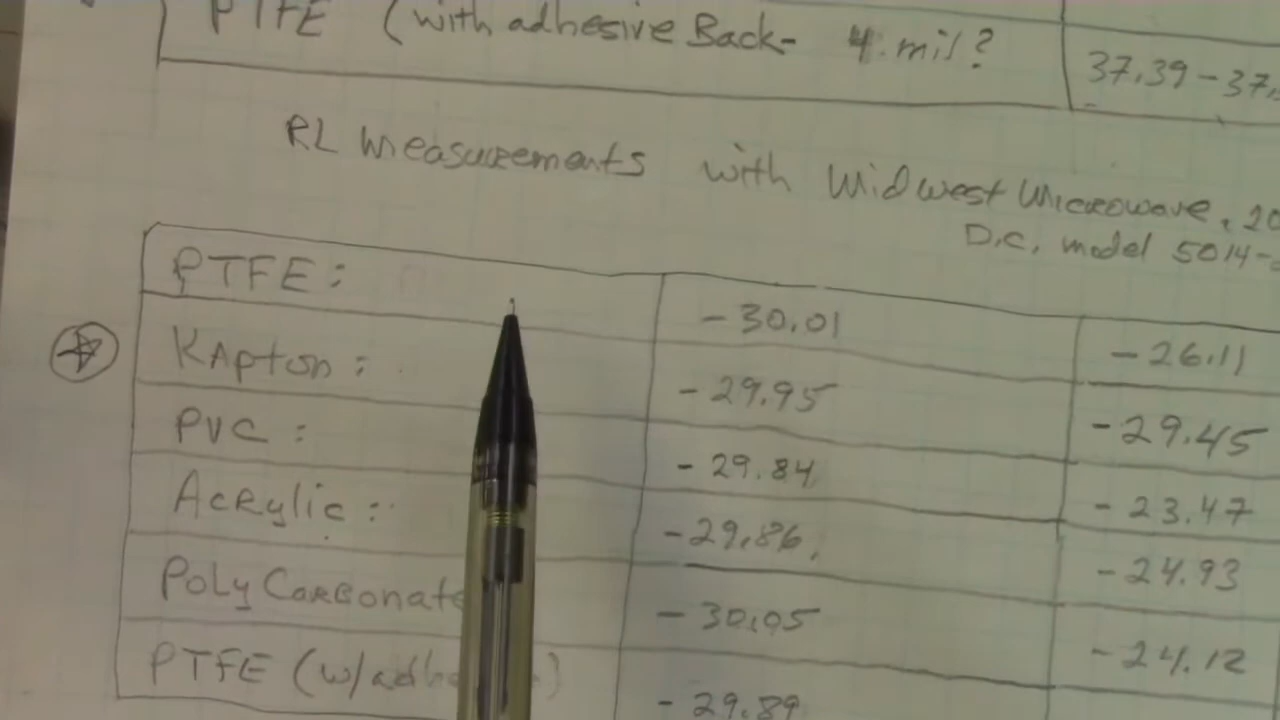 PTFE (with adhesive Back- 4 mil?
37.39 - 37.
RL Measurements with Midwest Microwave, 20
D.C. model 5014-
PTFE: -30.01 -26.11
Kapton: -29.95 -29.45
PVC: -29.84 -23.47
Acrylic: -29.86 -24.93
Poly Carbonate -30.05 -24.12
PTFE (w/adh ) -29.89